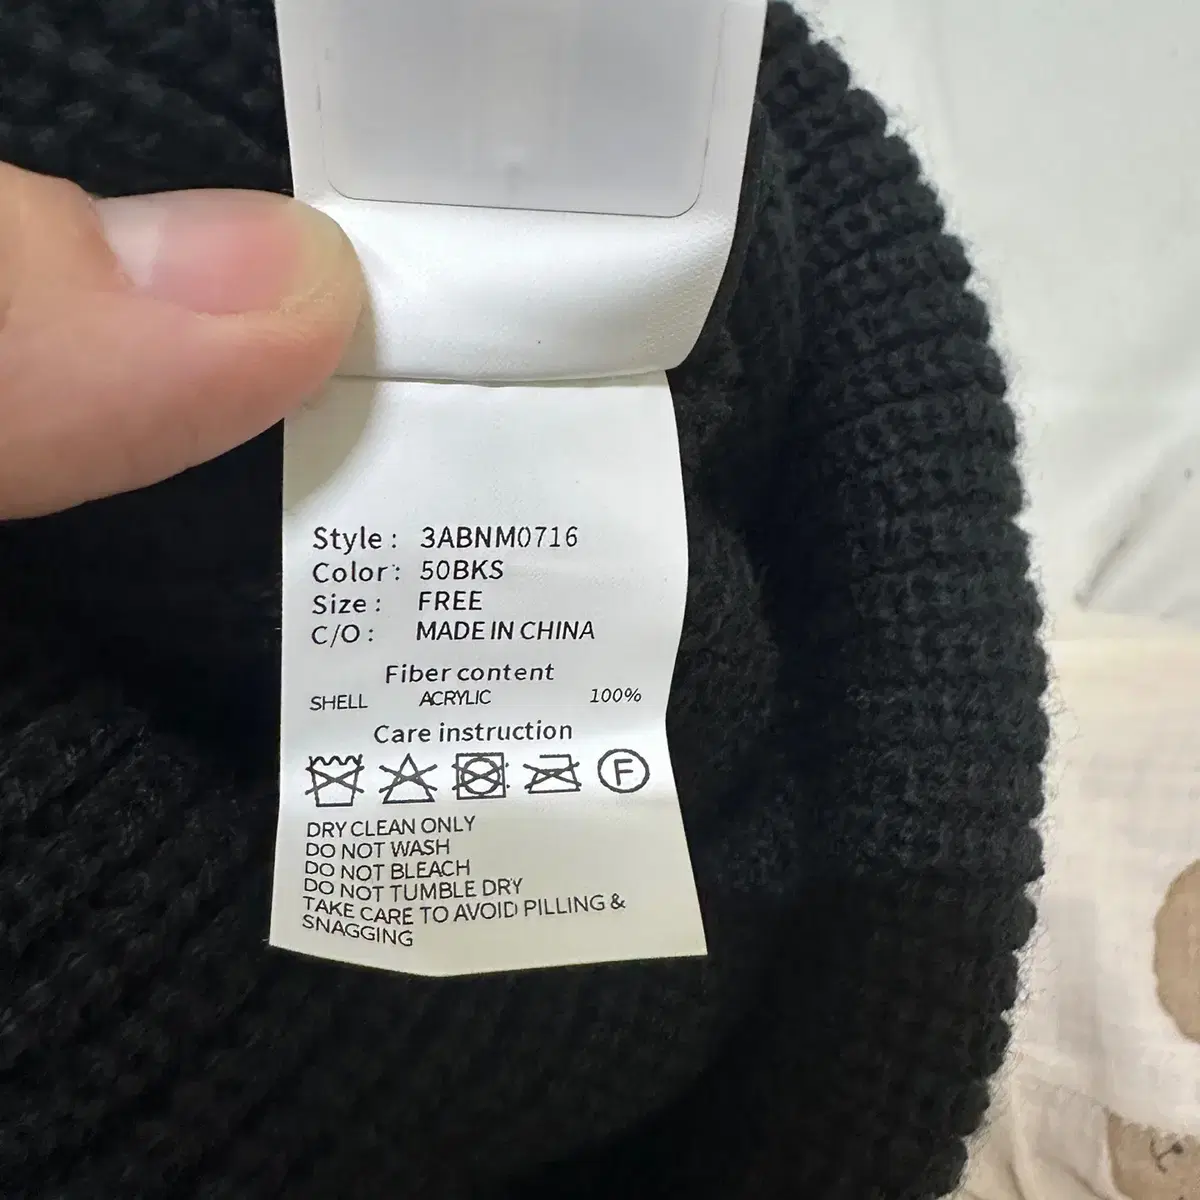 Style : 3ABNM0716
Color : 50BKS
Size : FREE
C/O : MADE IN CHINA
Fiber content
SHELL ACRYLIC 100%
Care instruction
F
DRY CLEAN ONLY
DO NOT WASH
DO NOT BLEACH
DO NOT TUMBLE DRY
TAKE CARE TO AVOID PILLING &
SNAGGING